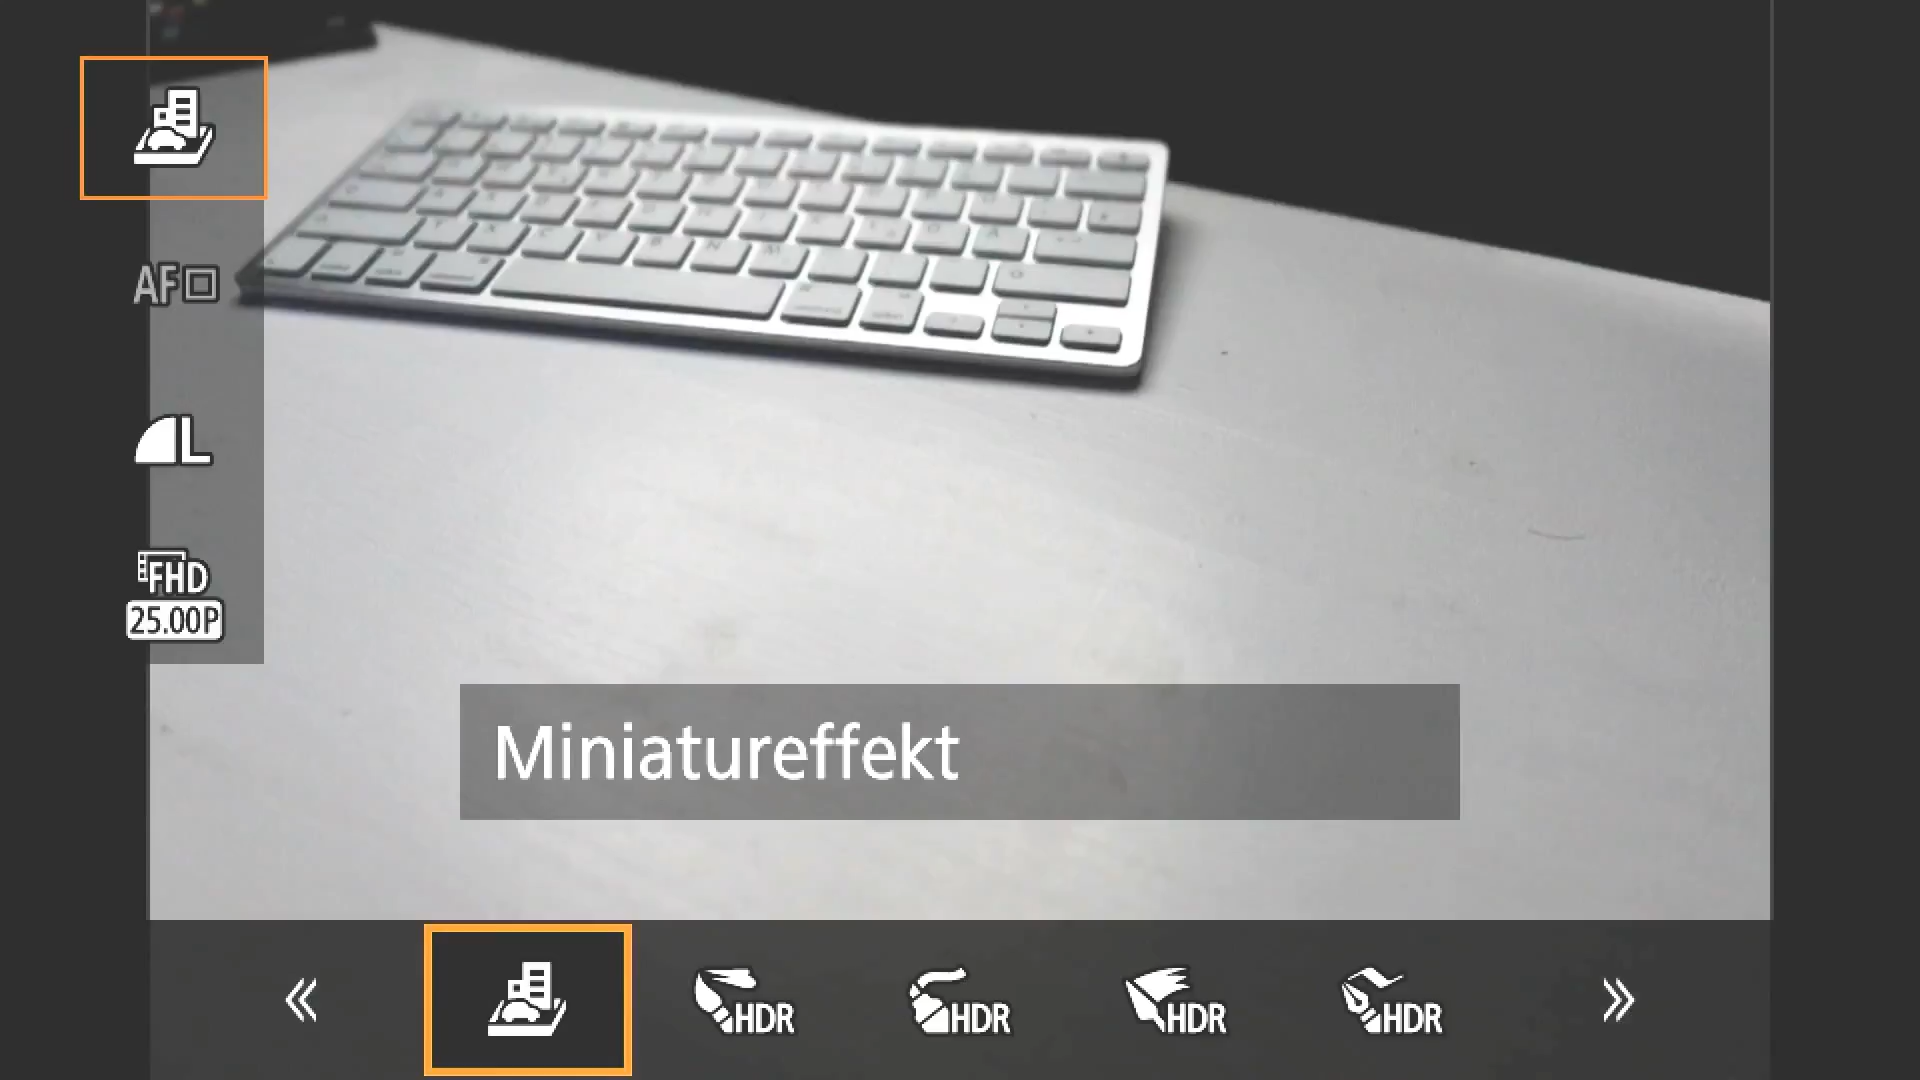 AF
L
FHD
25.00P
Miniatureffekt
HDR
HDR
HDR
HDR